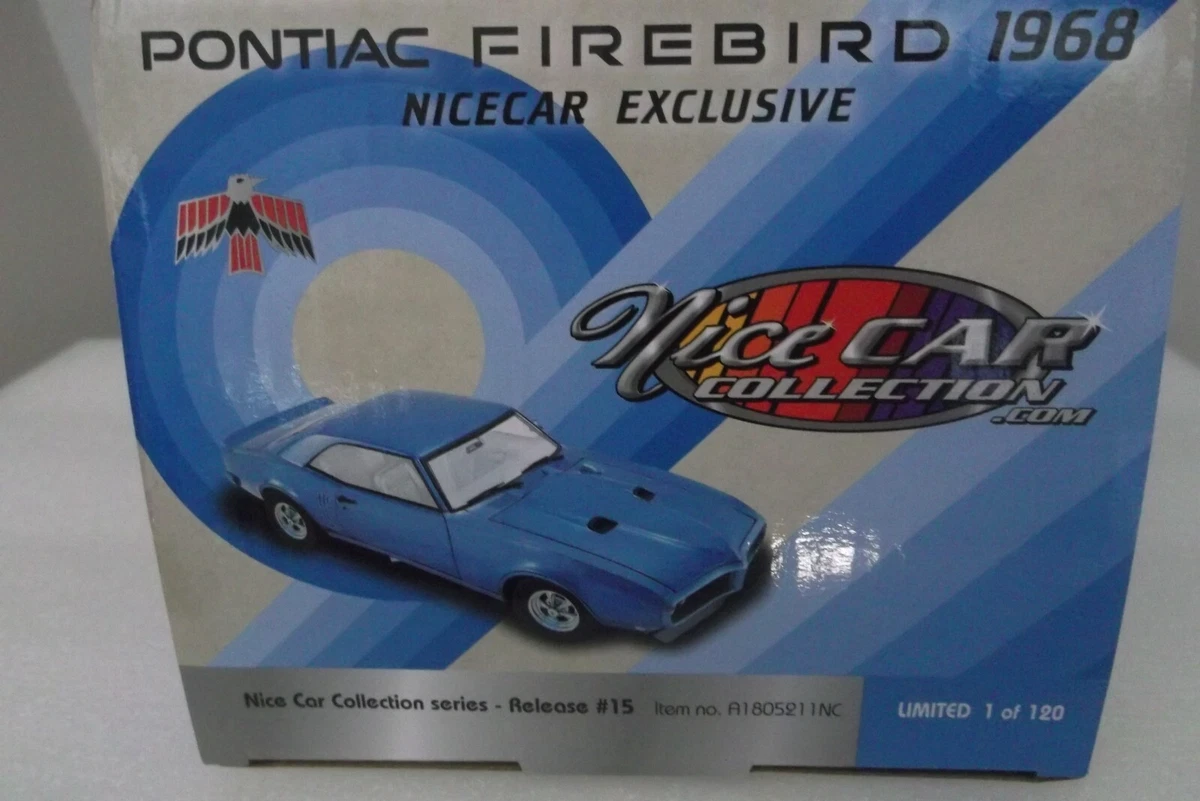 PONTIAC FIREBIRD 1968
NICECAR EXCLUSIVE
Nice CAR
COLLECTION
.COM
Nice Car Collection series - Release #15 Item no. A1805211NC
LIMITED 1 of 120